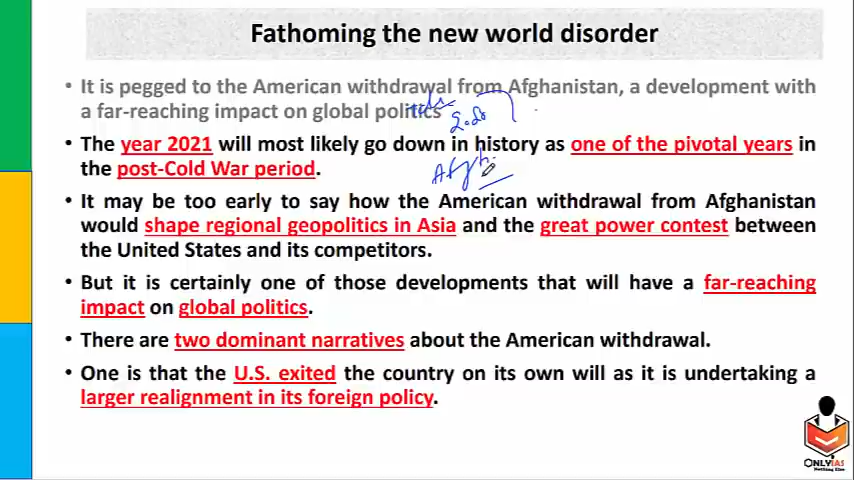 Fathoming the new world disorder
• It is pegged to the American withdrawal from Afghanistan, a development with
a far-reaching impact on global politics
• The year 2021 will most likely go down in history as one of the pivotal years in
the post-Cold War period.
• It may be too early to say how the American withdrawal from Afghanistan
would shape regional geopolitics in Asia and the great power contest between
the United States and its competitors.
• But it is certainly one of those developments that will have a far-reaching
impact on global politics.
• There are two dominant narratives about the American withdrawal.
• One is that the U.S. exited the country on its own will as it is undertaking a
larger realignment in its foreign policy.
ONLYIAS
Nothing Else